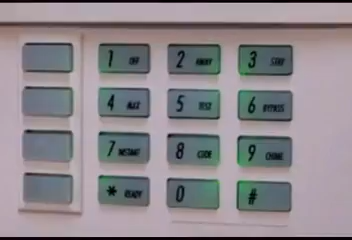 1 OFF 2 AWAY 3 STAY
4 MAX 5 TEST 6 BYPASS
7 INSTANT 8 CODE 9 CHIME
* READY 0 #